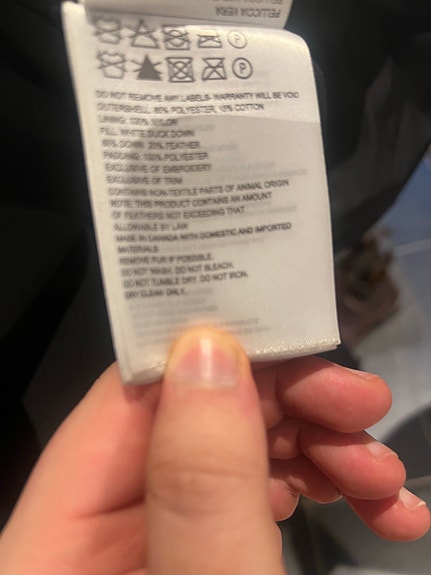 PELLICCIA VERA
P
P
DO NOT REMOVE ANY LABELS- WARRANTY WILL BE VOID
OUTERSHELL: 85% POLYESTER, 15% COTTON
LINING: 100% NYLON
FILL: WHITE DUCK DOWN
80% DOWN 20% FEATHER
PADDING: 100% POLYESTER
EXCLUSIVE OF EMBROIDERY
EXCLUSIVE OF TRIM
CONTAINS NON-TEXTILE PARTS OF ANIMAL ORIGIN
NOTE: THIS PRODUCT CONTAINS AN AMOUNT
OF FEATHERS NOT EXCEEDING THAT
ALLOWABLE BY LAW
MADE IN CANADA WITH DOMESTIC AND IMPORTED
MATERIALS
REMOVE FUR IF POSSIBLE.
DO NOT WASH. DO NOT BLEACH.
DO NOT TUMBLE DRY. DO NOT IRON.
DRY CLEAN ONLY.